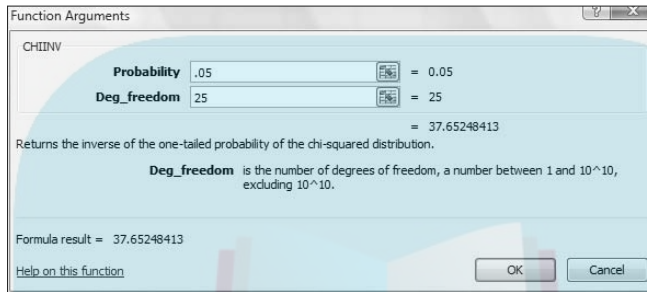 Function Arguments
CHIINV
Probability .05 = 0.05
Deg_freedom 25 = 25
= 37.65248413
Returns the inverse of the one-tailed probability of the chi-squared distribution.
Deg_freedom is the number of degrees of freedom, a number between 1 and 10^10,
excluding 10^10.
Formula result = 37.65248413
Help on this function OK Cancel